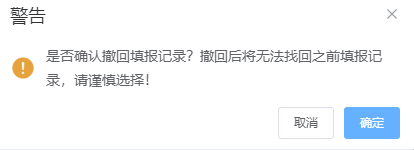 警告
是否确认撤回填报记录？撤回后将无法找回之前填报记
录，请谨慎选择！
取消
确定